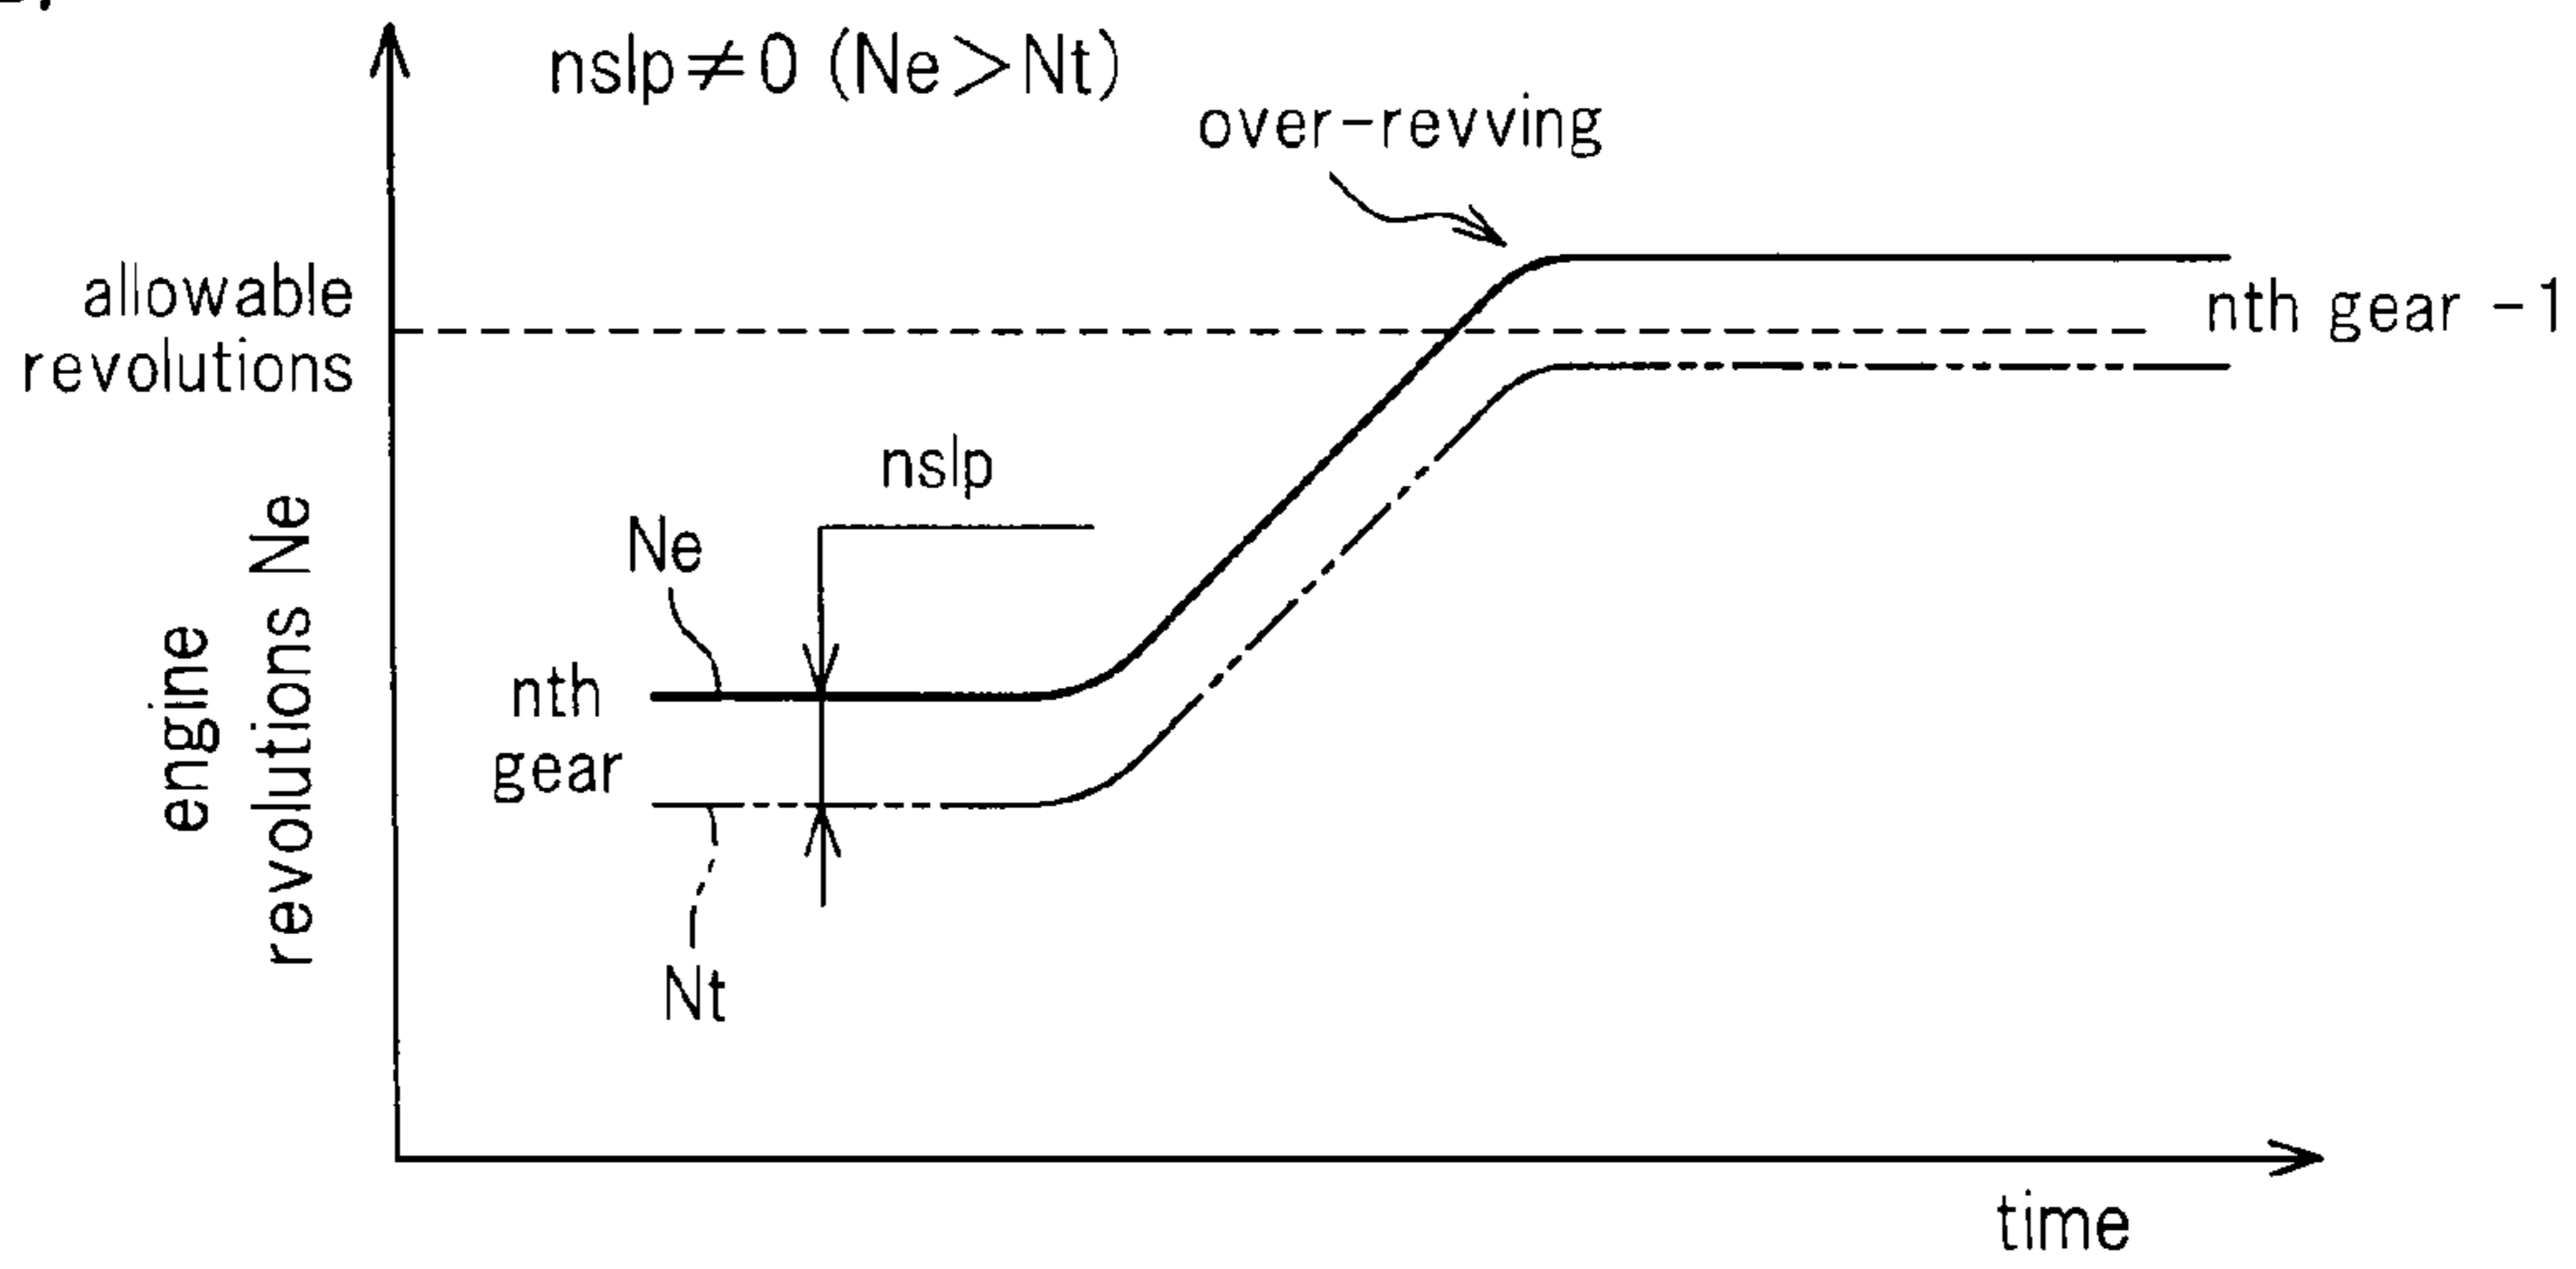 nslp≠0 (Ne>Nt)
over-revving
allowable
revolutions
nth gear -1
nslp
Ne
engine
revolutions Ne
nth
gear
Nt
time